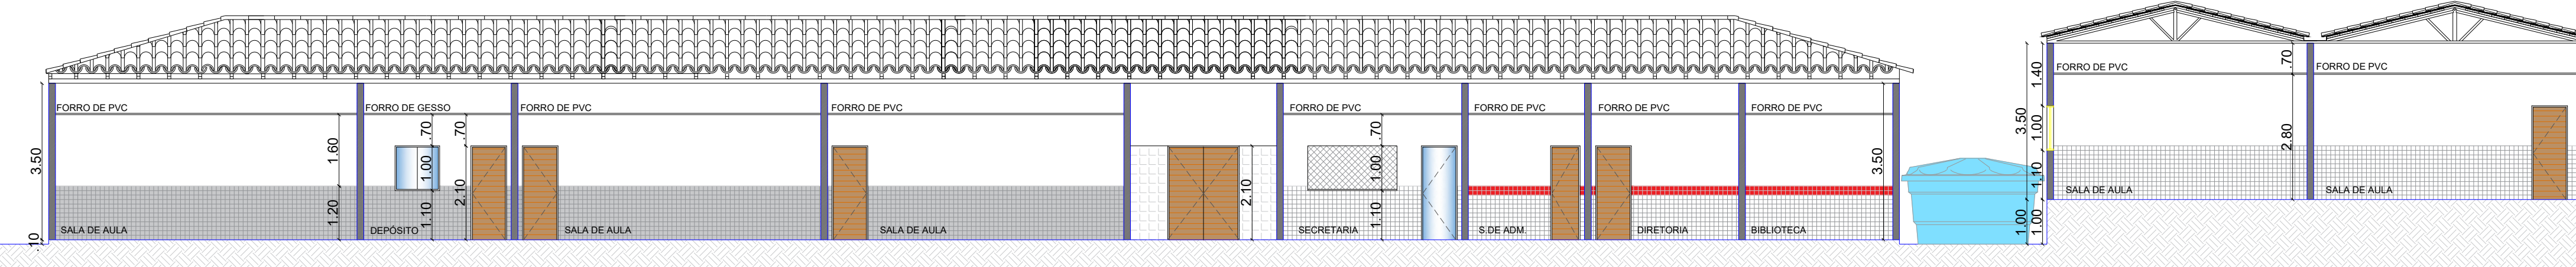 FORRO DE PVC
FORRO DE GESSO
FORRO DE PVC
FORRO DE PVC
FORRO DE PVC
FORRO DE PVC
FORRO DE PVC
FORRO DE PVC
FORRO DE PVC
FORRO DE PVC
3.50
.10
1.60
1.20
.70
1.00
1.10
.70
2.10
2.10
.70
1.00
1.10
3.50
3.50
1.00
1.40
1.00
1.10
1.00
.70
2.80
SALA DE AULA
DEPÓSITO
SALA DE AULA
SALA DE AULA
SECRETARIA
S.DE ADM.
DIRETORIA
BIBLIOTECA
SALA DE AULA
SALA DE AULA